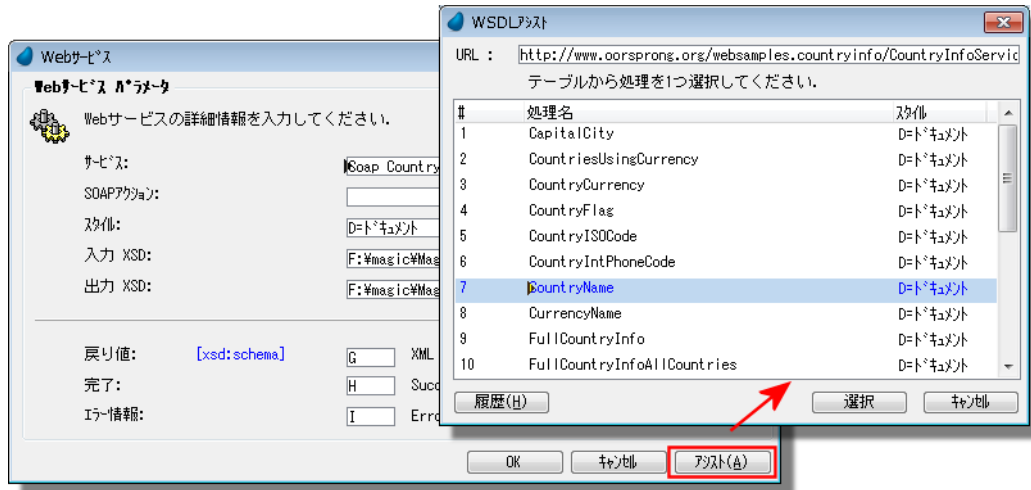 Webｻｰﾋﾞｽ
Webｻｰﾋﾞｽ ﾊﾟﾗﾒｰﾀ
Webサービスの詳細情報を入力してください.
ｻｰﾋﾞｽ:
Soap Country
SOAPｱｸｼｮﾝ:
ｽﾀｲﾙ:
D=ﾄﾞｷｭﾒﾝﾄ
入力 XSD:
F:¥magic¥Mag
出力 XSD:
F:¥magic¥Mag
戻り値: [xsd:schema] G XML
完了: H Succ
ｴﾗｰ情報: I Erro
OK ｷｬﾝｾﾙ ｱｼｽﾄ(A)
WSDLｱｼｽﾄ
URL : http://www.oorsprong.org/websamples.countryinfo/CountryInfoServic
テーブルから処理を1つ選択してください.
# 処理名 ｽﾀｲﾙ
1 CapitalCity D=ﾄﾞｷｭﾒﾝﾄ
2 CountriesUsingCurrency D=ﾄﾞｷｭﾒﾝﾄ
3 CountryCurrency D=ﾄﾞｷｭﾒﾝﾄ
4 CountryFlag D=ﾄﾞｷｭﾒﾝﾄ
5 CountryISOCode D=ﾄﾞｷｭﾒﾝﾄ
6 CountryIntPhoneCode D=ﾄﾞｷｭﾒﾝﾄ
7 CountryName D=ﾄﾞｷｭﾒﾝﾄ
8 CurrencyName D=ﾄﾞｷｭﾒﾝﾄ
9 FullCountryInfo D=ﾄﾞｷｭﾒﾝﾄ
10 FullCountryInfoAllCountries D=ﾄﾞｷｭﾒﾝﾄ
履歴(H) 選択 ｷｬﾝｾﾙ